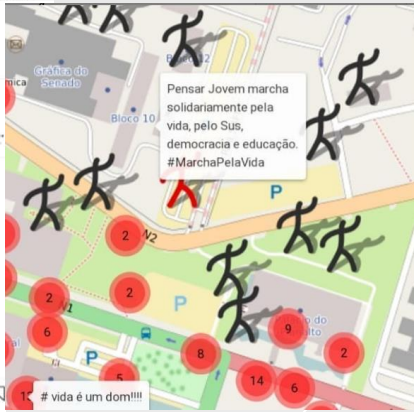 Gráfica do
Senado
Bloco 10
Pensar Jovem marcha
solidariamente pela
vida, pelo Sus,
democracia e educação.
#MarchaPelaVida
P
N2
2
2
2
N1
P
6
9
8
2
P
5
14
6
# vida é um dom!!!!